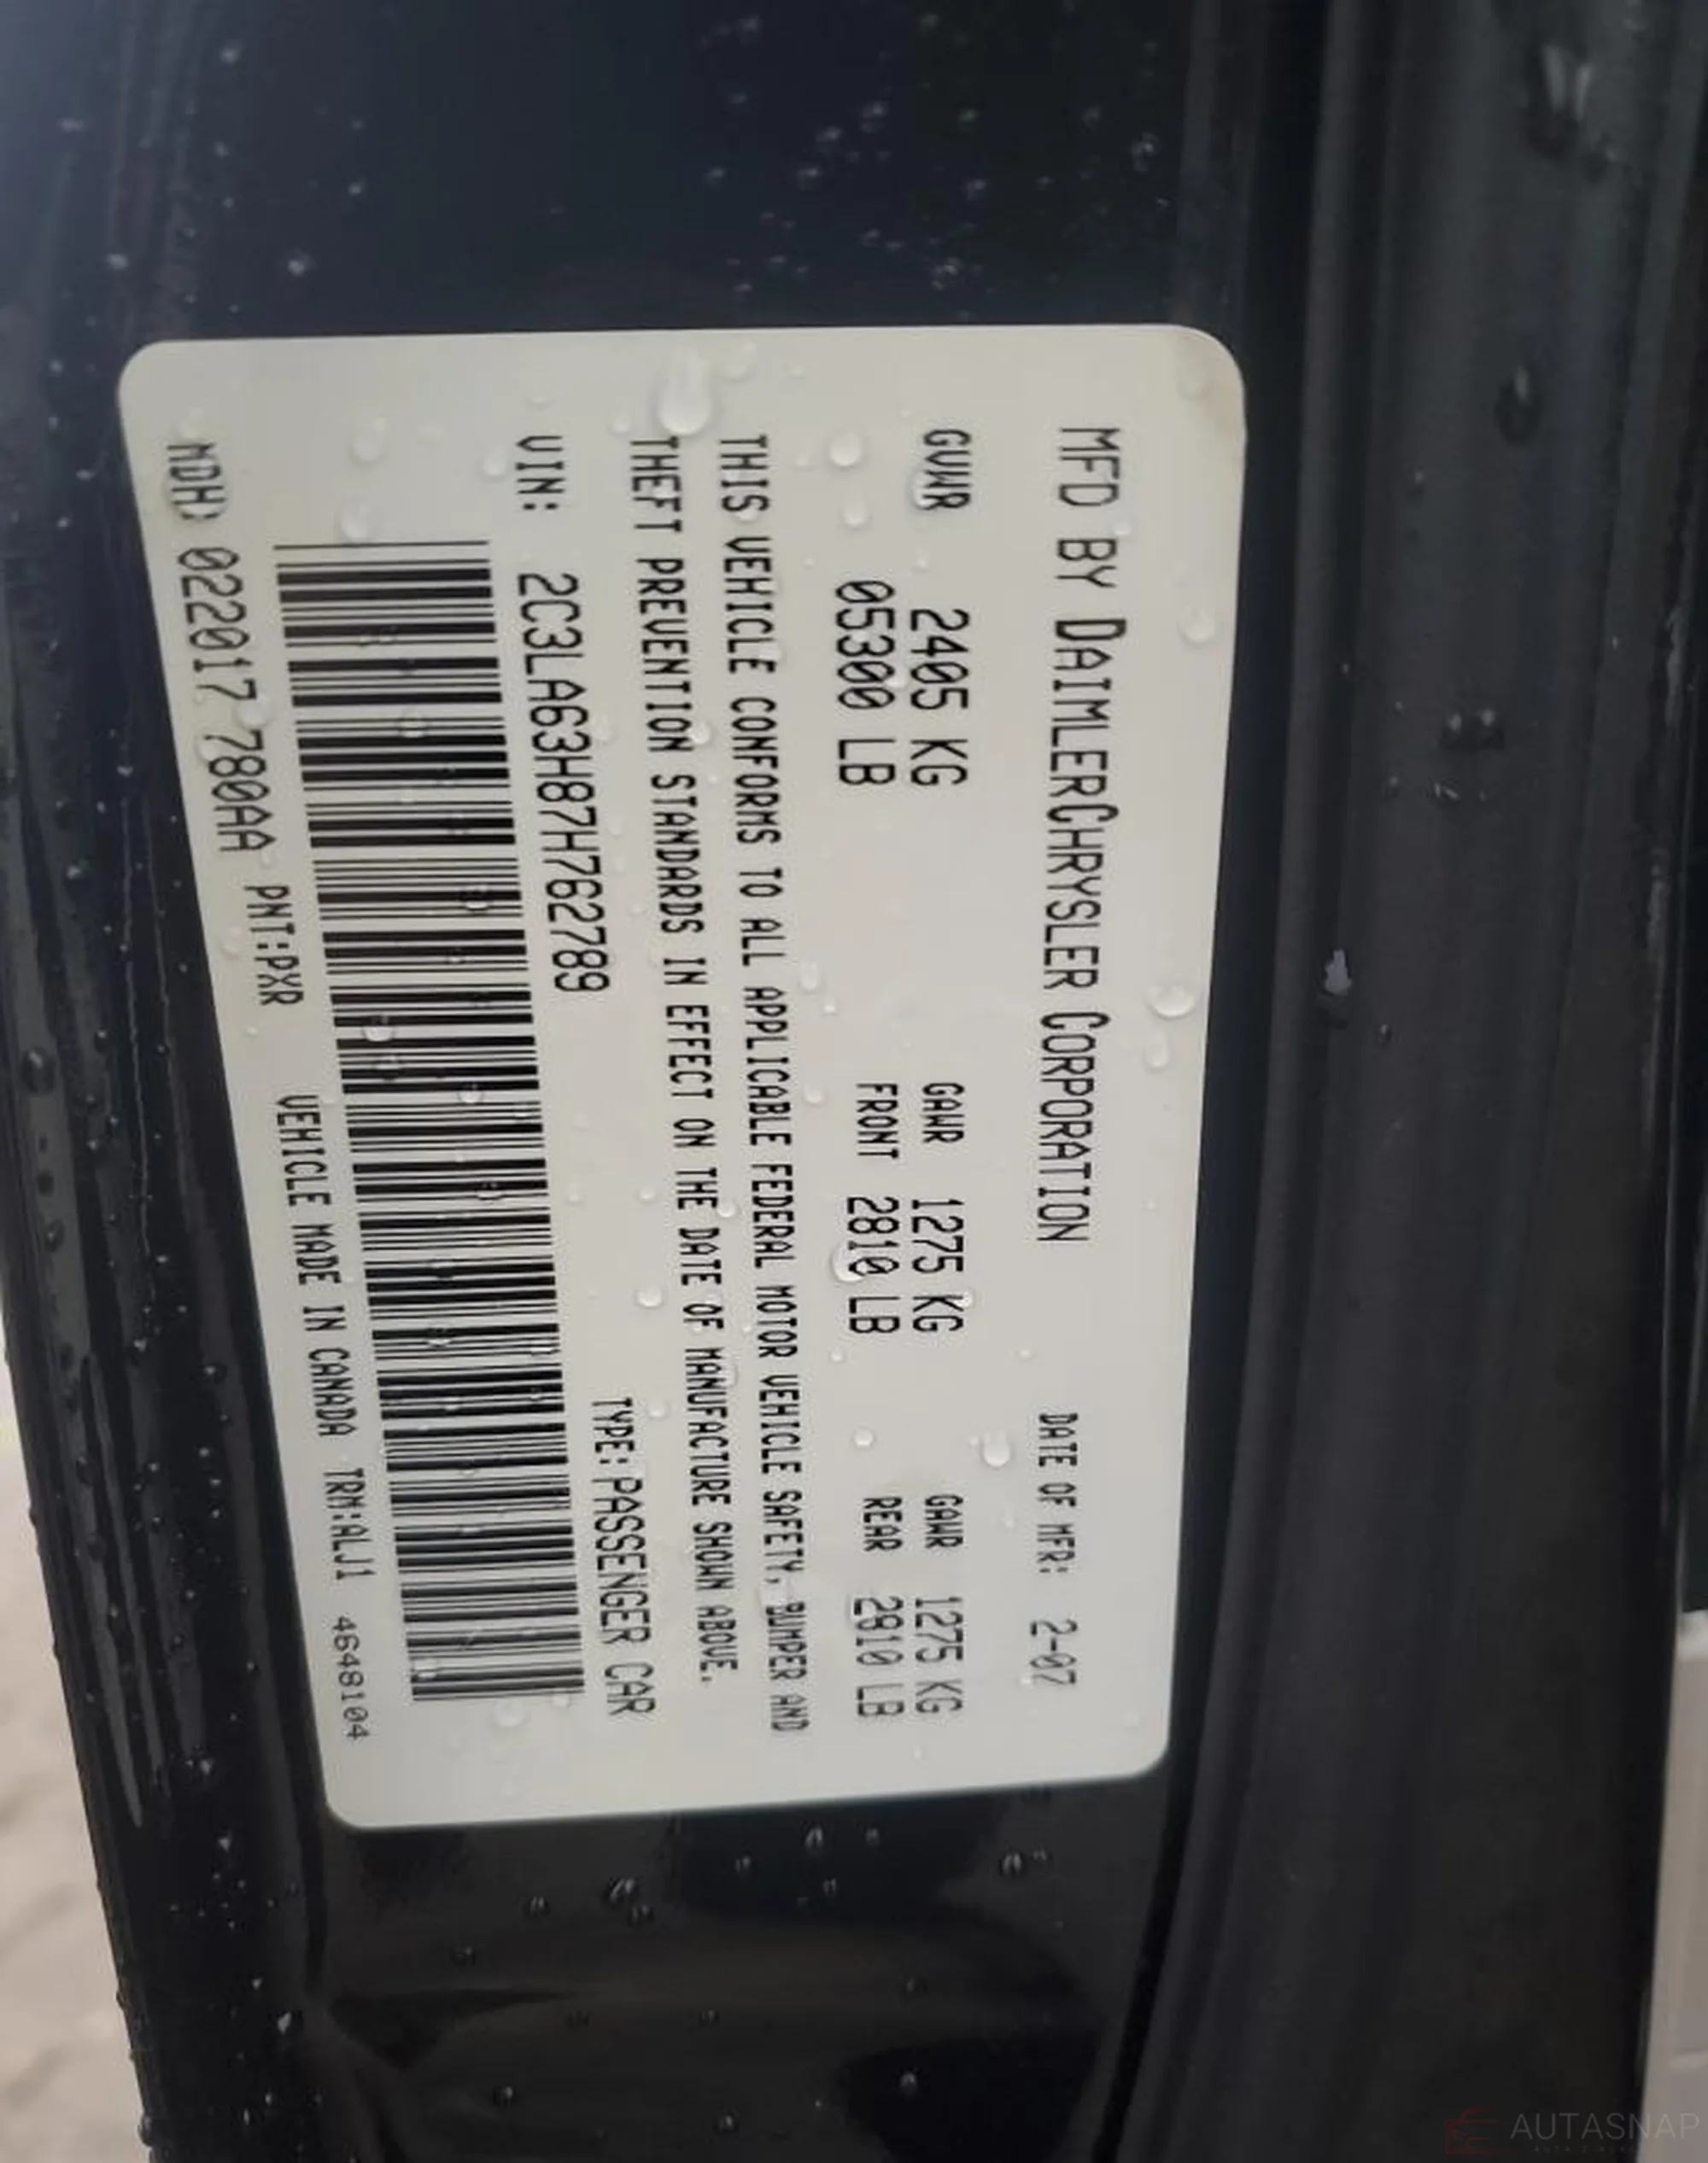 MFD BY DAIMLERCHRYSLER CORPORATION DATE OF MFR: 2-07
GVWR 2405 KG GAWR 1275 KG GAWR 1275 KG
05300 LB FRONT 2810 LB REAR 2810 LB
THIS VEHICLE CONFORMS TO ALL APPLICABLE FEDERAL MOTOR VEHICLE SAFETY, BUMPER AND
THEFT PREVENTION STANDARDS IN EFFECT ON THE DATE OF MANUFACTURE SHOWN ABOVE.
VIN: 2C3LA63H87H762789 TYPE: PASSENGER CAR
MDH: 022017 780AA PNT:PXR VEHICLE MADE IN CANADA TRM:ALJ1 4648104
AUTASNAP